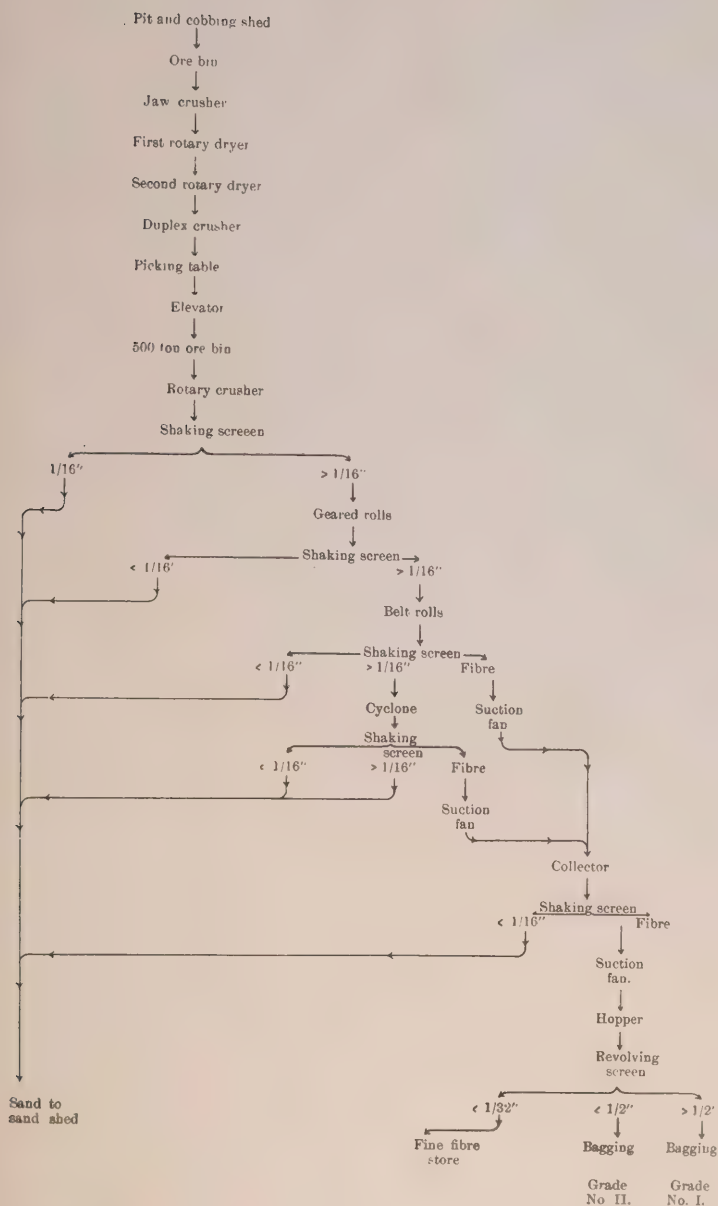 Pit and cobbing shed
Ore bin
Jaw crusher
First rotary dryer
Second rotary dryer
Duplex crusher
Picking table
Elevator
500 ton ore bin
Rotary crusher
Shaking screeen
1/16″ > 1/16″
Geared rolls
Shaking screen
< 1/16′ > 1/16″
Belt rolls
Shaking screen
< 1/16″ > 1/16″ Fibre
Cyclone Suction
fan
Shaking
screen
< 1/16″ > 1/16″ Fibre
Suction
fan
Collector
Shaking screen
< 1/16″ Fibre
Suction
fan.
Hopper
Revolving
screen
Sand to
sand shed
< 1/32″ < 1/2″ > 1/2′
Fine fibre
store
Bagging Bagging
Grade Grade
No II. No. I.